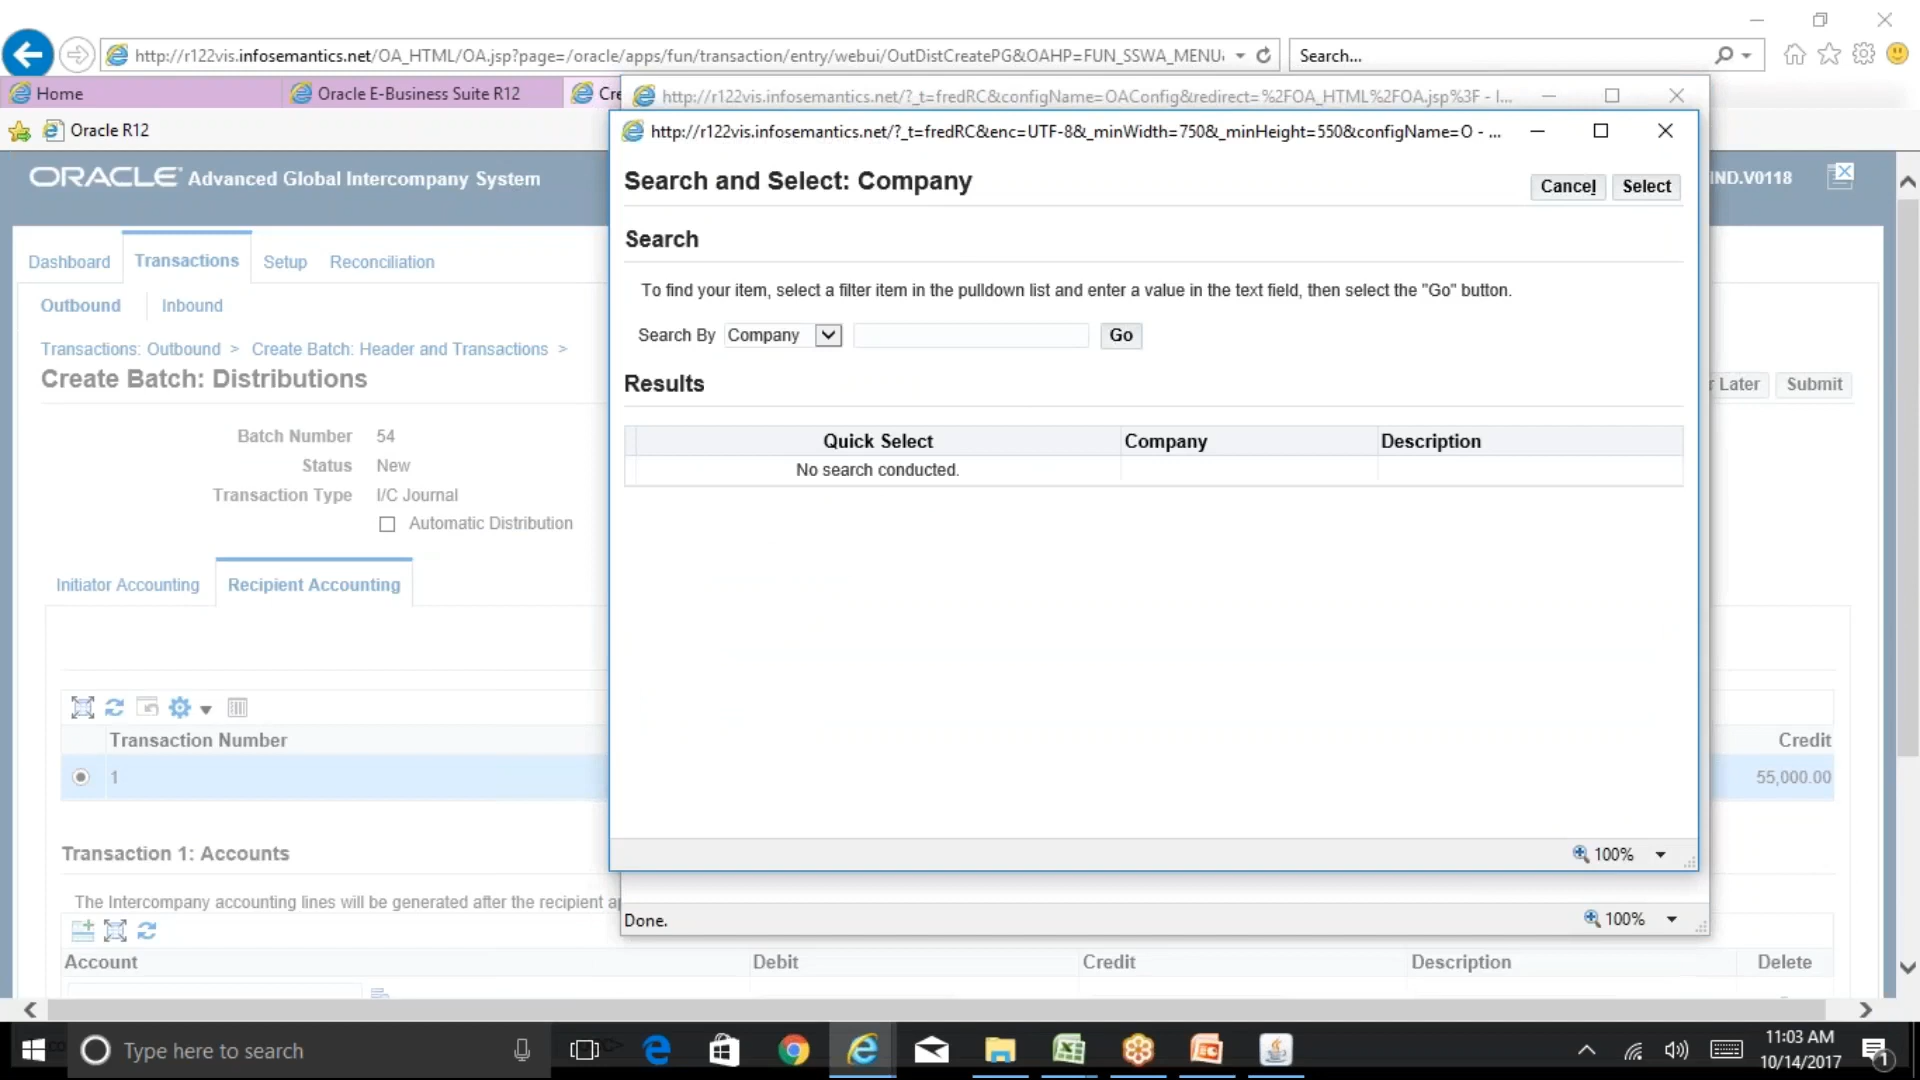 http://r122vis.infosemantics.net/OA_HTML/OA.jsp?page=/oracle/apps/fun/transaction/entry/webui/OutDistCreatePG&OAHP=FUN_SSWA_MENU
Search...
Home
Oracle E-Business Suite R12
Cre
http://r122vis.infosemantics.net/?_t=fredRC&configName=OAConfig&redirect=%2FOA_HTML%2FOA.jsp%3F - I...
Oracle R12
http://r122vis.infosemantics.net/?_t=fredRC&enc=UTF-8&_minWidth=750&_minHeight=550&configName=O - ...
ORACLE Advanced Global Intercompany System
IND.V0118
Search and Select: Company
Cancel
Select
Search
Dashboard
Transactions
Setup
Reconciliation
To find your item, select a filter item in the pulldown list and enter a value in the text field, then select the "Go" button.
Outbound
Inbound
Search By Company
Go
Transactions: Outbound >
Create Batch: Header and Transactions >
Create Batch: Distributions
Results
r Later
Submit
Batch Number 54
Quick Select
Company
Description
Status New
No search conducted.
Transaction Type I/C Journal
Automatic Distribution
Initiator Accounting
Recipient Accounting
Transaction Number
Credit
1
55,000.00
Transaction 1: Accounts
100%
The Intercompany accounting lines will be generated after the recipient ap
Done.
100%
Account
Debit
Credit
Description
Delete
Type here to search
11:03 AM
10/14/2017
1